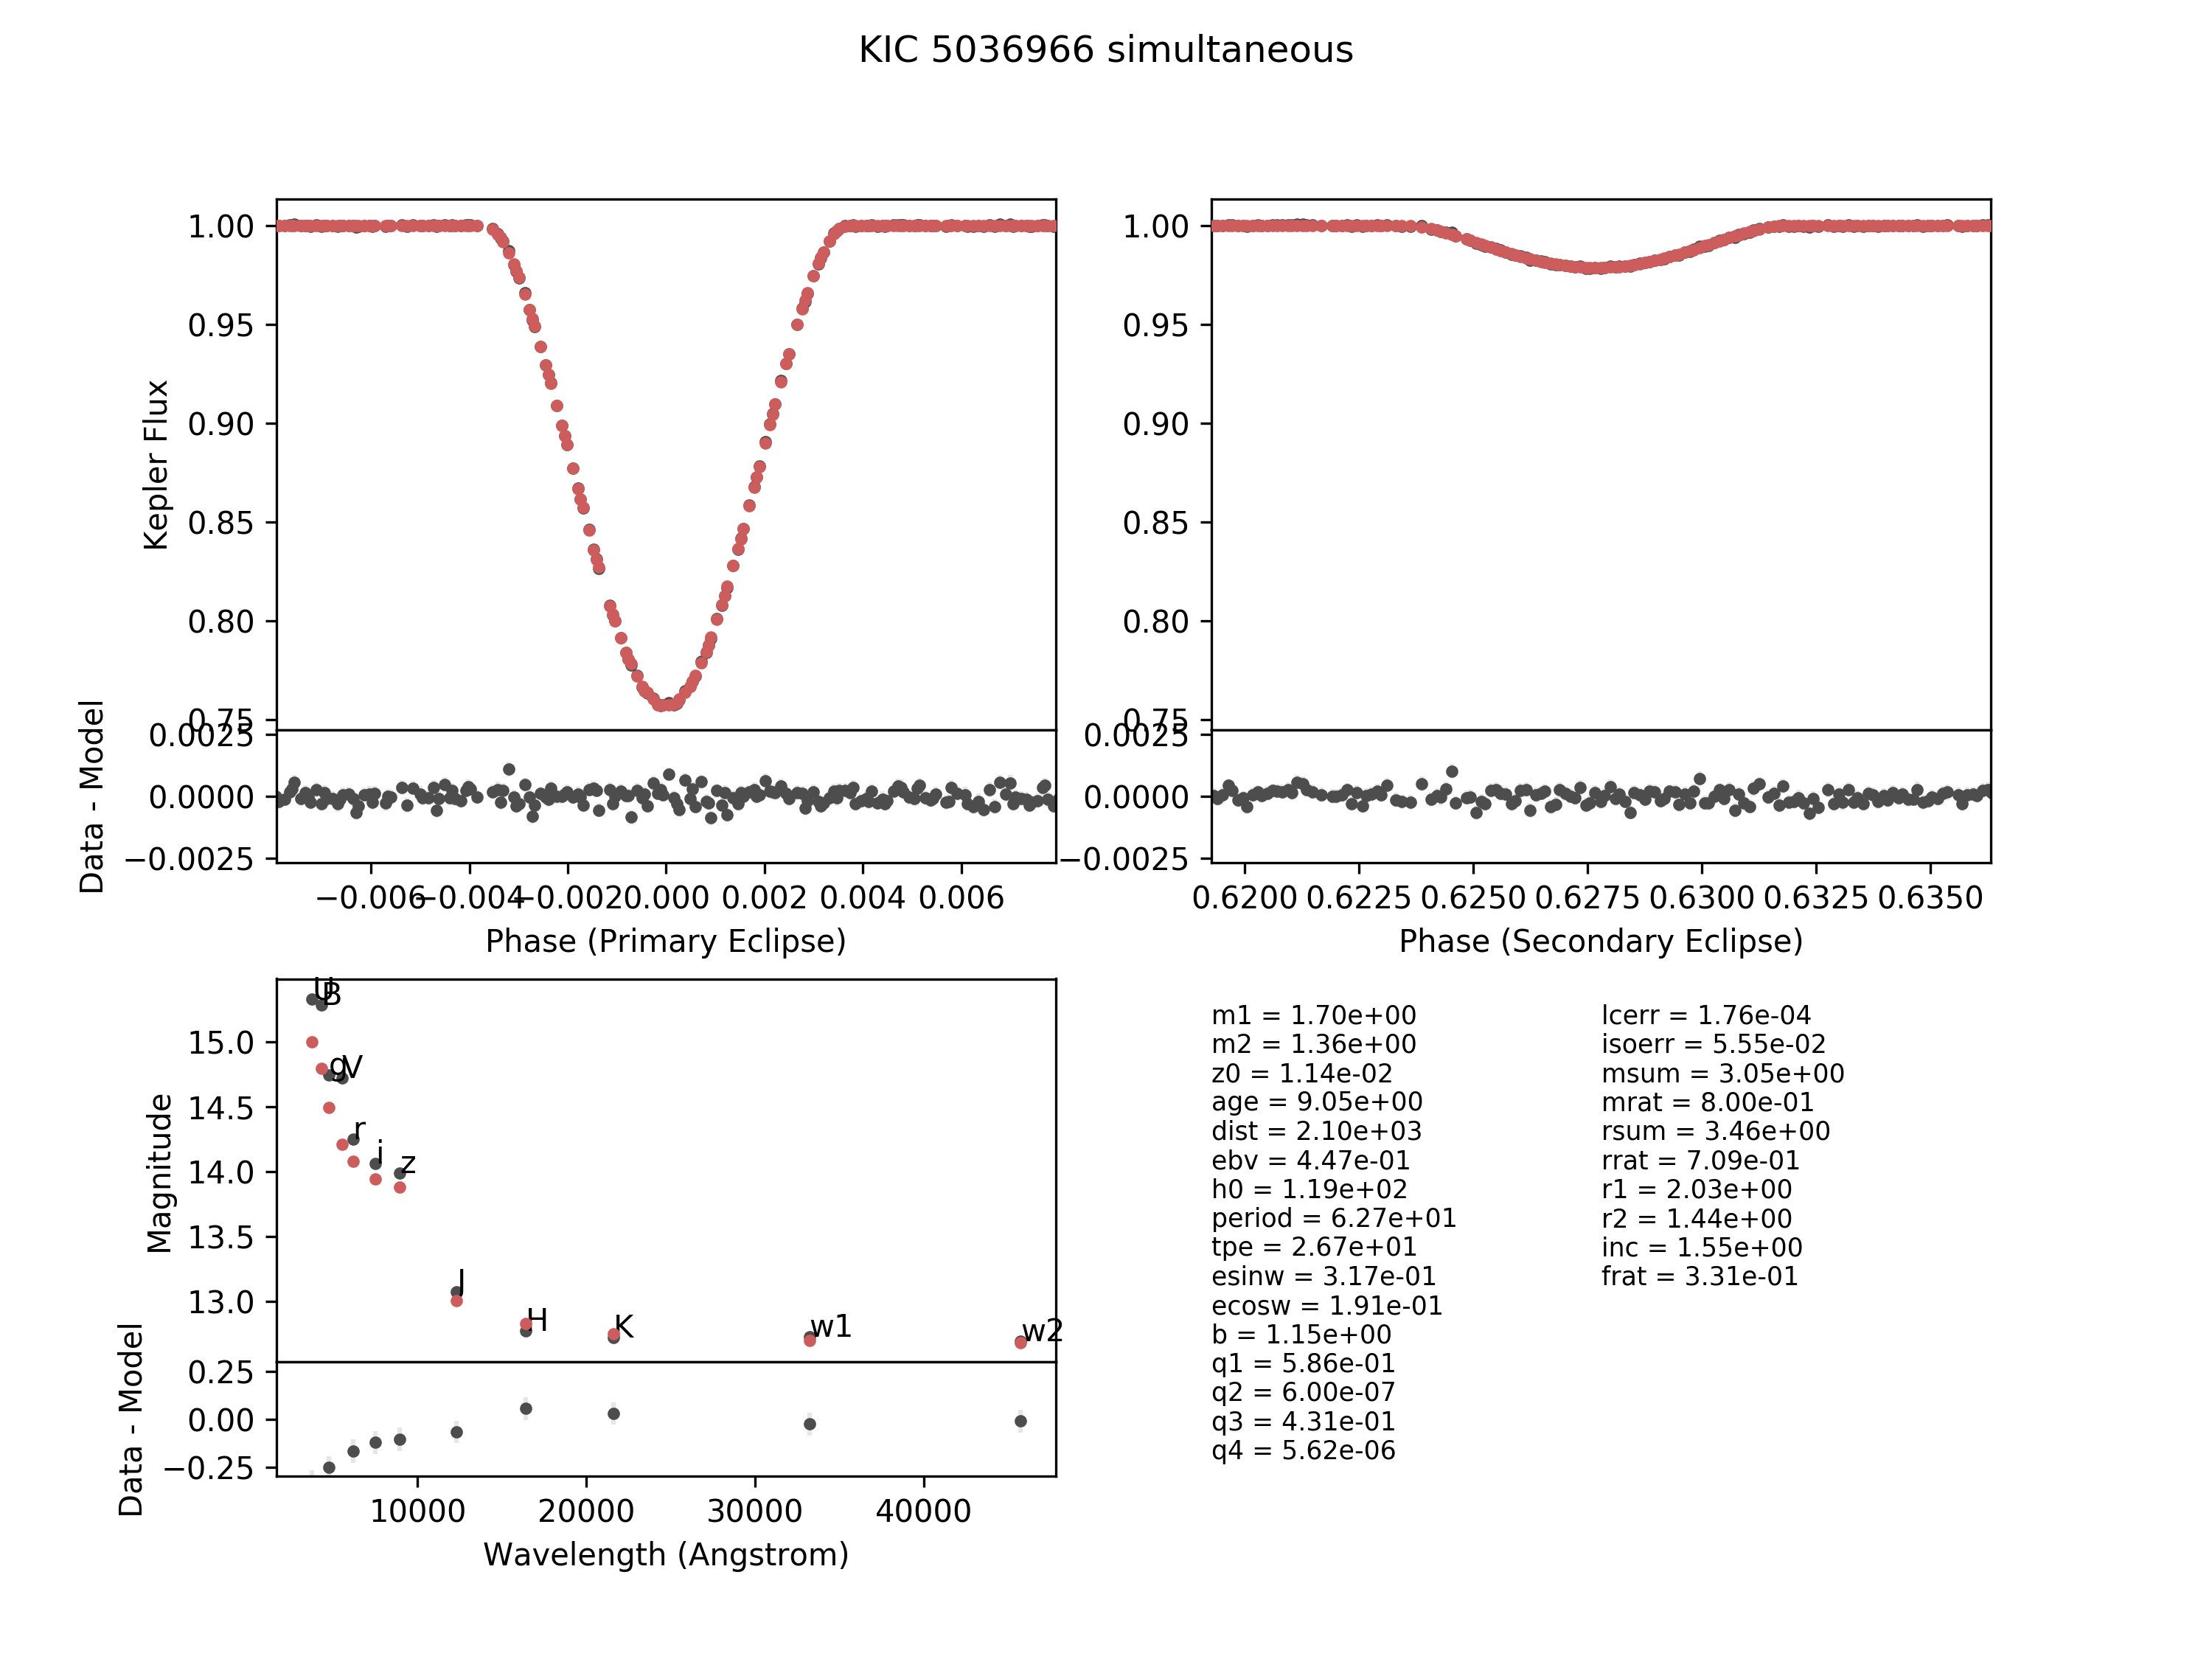 KIC 5036966 simultaneous
Kepler Flux
1.00
0.95
0.90
0.85
0.80
0.75
Data - Model
0.0025
0.0000
−0.0025
−0.006 −0.004 −0.002 0.000 0.002 0.004 0.006
Phase (Primary Eclipse)
1.00
0.95
0.90
0.85
0.80
0.75
0.0025
0.0000
−0.0025
0.6200 0.6225 0.6250 0.6275 0.6300 0.6325 0.6350
Phase (Secondary Eclipse)
Magnitude
15.0
14.5
14.0
13.5
13.0
U
B
g
V
r
i
z
J
H
K
w1
w2
Data - Model
0.25
0.00
−0.25
10000 20000 30000 40000
Wavelength (Angstrom)
m1 = 1.70e+00
m2 = 1.36e+00
z0 = 1.14e-02
age = 9.05e+00
dist = 2.10e+03
ebv = 4.47e-01
h0 = 1.19e+02
period = 6.27e+01
tpe = 2.67e+01
esinw = 3.17e-01
ecosw = 1.91e-01
b = 1.15e+00
q1 = 5.86e-01
q2 = 6.00e-07
q3 = 4.31e-01
q4 = 5.62e-06
lcerr = 1.76e-04
isoerr = 5.55e-02
msum = 3.05e+00
mrat = 8.00e-01
rsum = 3.46e+00
rrat = 7.09e-01
r1 = 2.03e+00
r2 = 1.44e+00
inc = 1.55e+00
frat = 3.31e-01